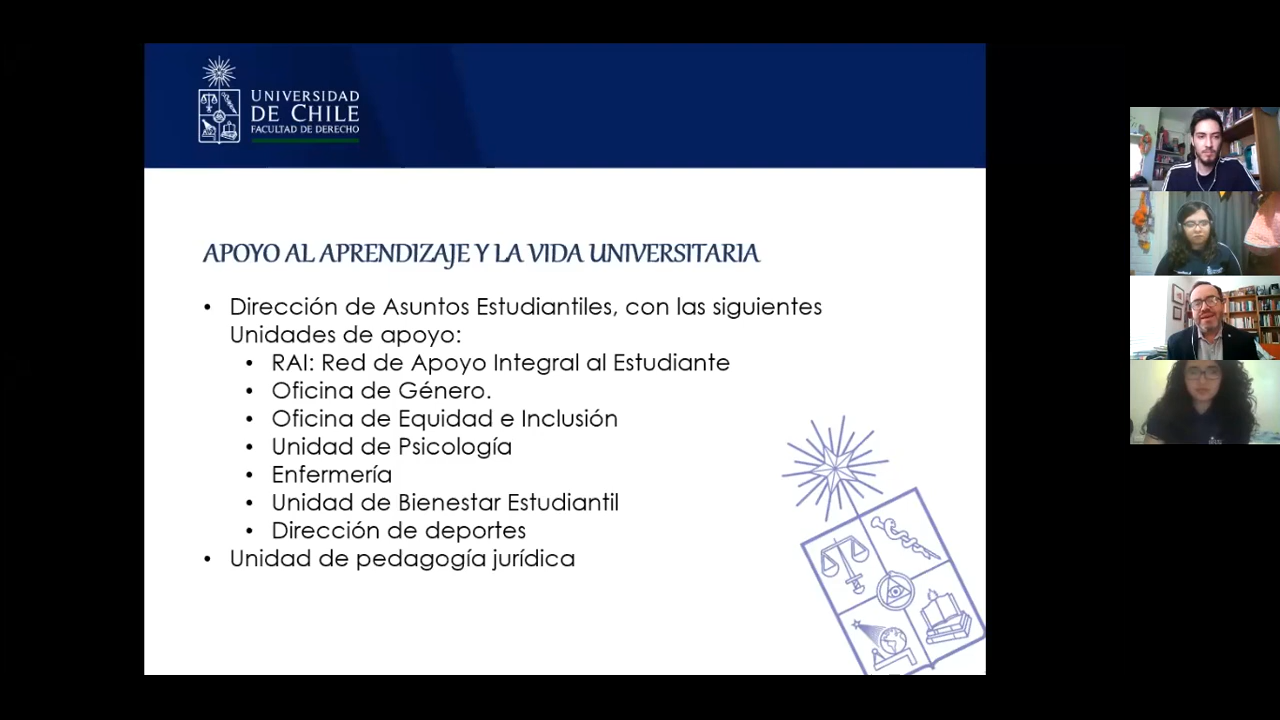 UNIVERSIDAD
DE CHILE
FACULTAD DE DERECHO
APOYO AL APRENDIZAJE Y LA VIDA UNIVERSITARIA
• Dirección de Asuntos Estudiantiles, con las siguientes
Unidades de apoyo:
• RAI: Red de Apoyo Integral al Estudiante
• Oficina de Género.
• Oficina de Equidad e Inclusión
• Unidad de Psicología
• Enfermería
• Unidad de Bienestar Estudiantil
• Dirección de deportes
• Unidad de pedagogía jurídica